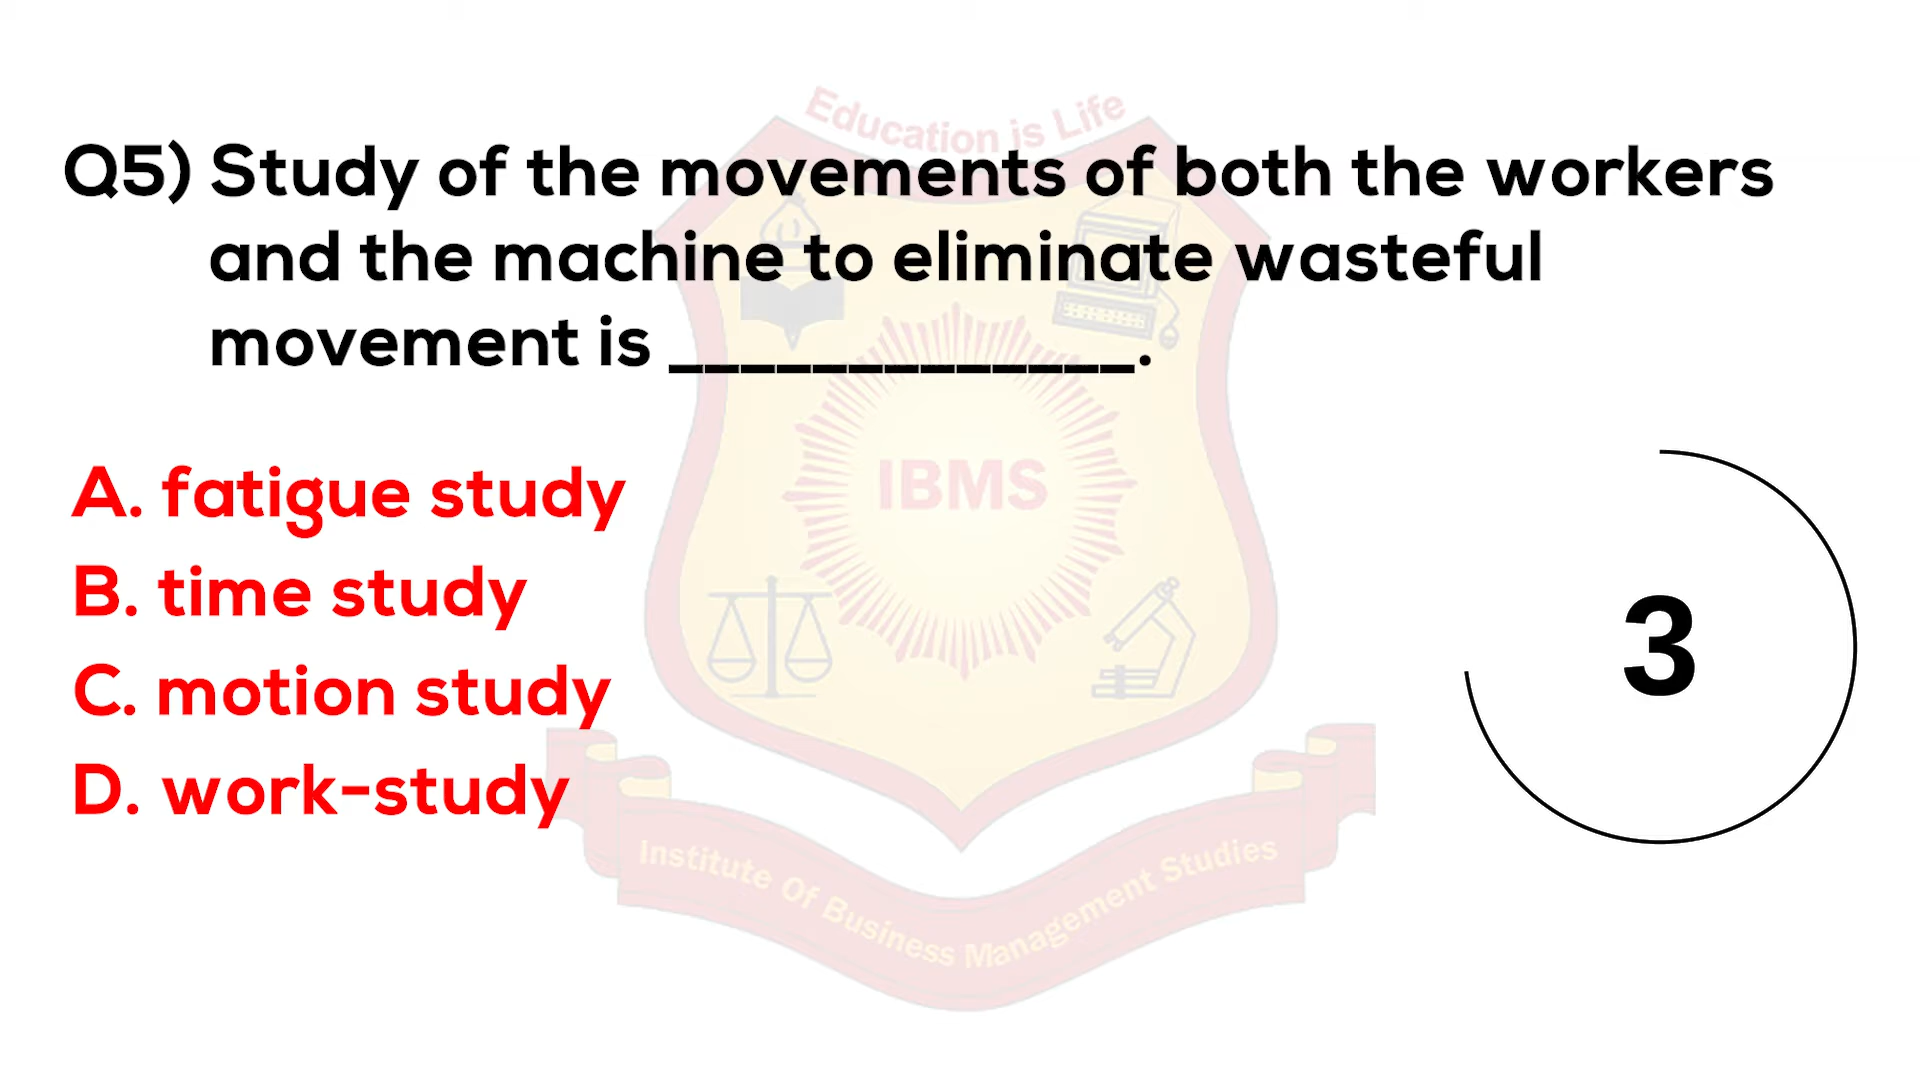 Education is Life
Q5) Study of the movements of both the workers
and the machine to eliminate wasteful
movement is _____________.
IBMS
A. fatigue study
B. time study
C. motion study
D. work-study
3
Institute Of Business Management Studies